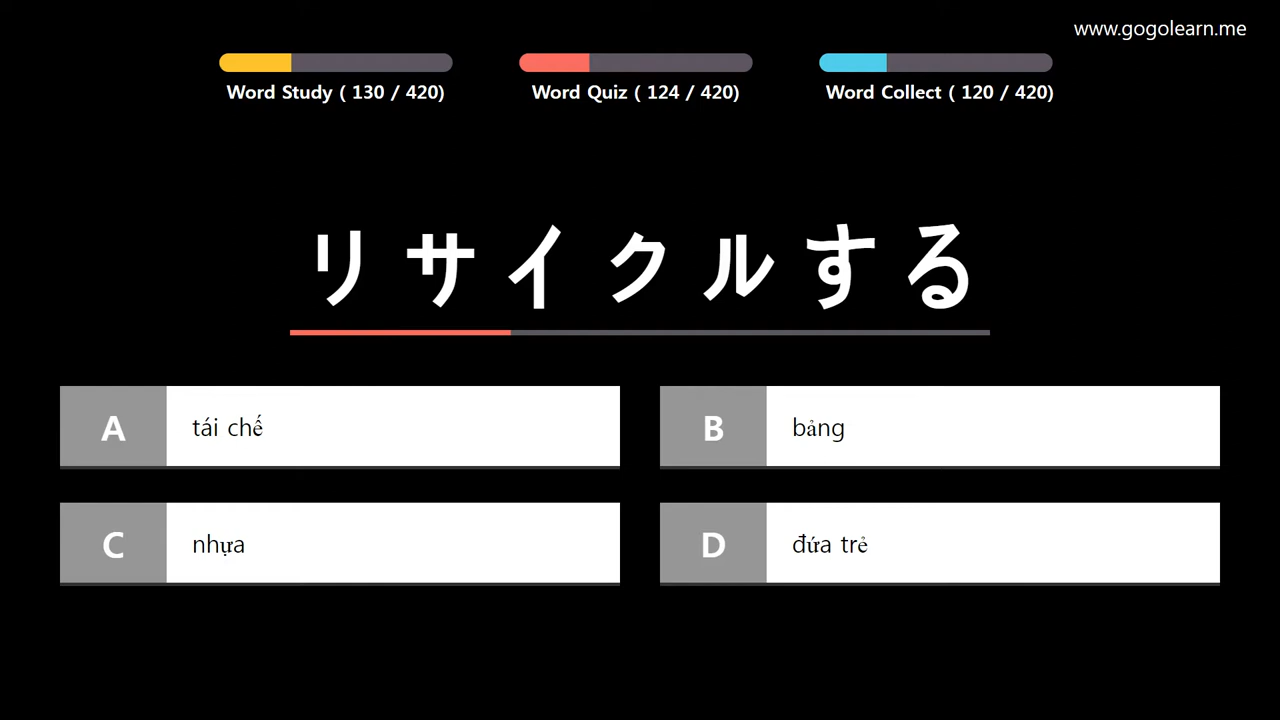 www.gogolearn.me
Word Study ( 130 / 420)
Word Quiz ( 124 / 420)
Word Collect ( 120 / 420)
リサイクルする
A
tái chế
B
bảng
C
nhựa
D
đứa trẻ